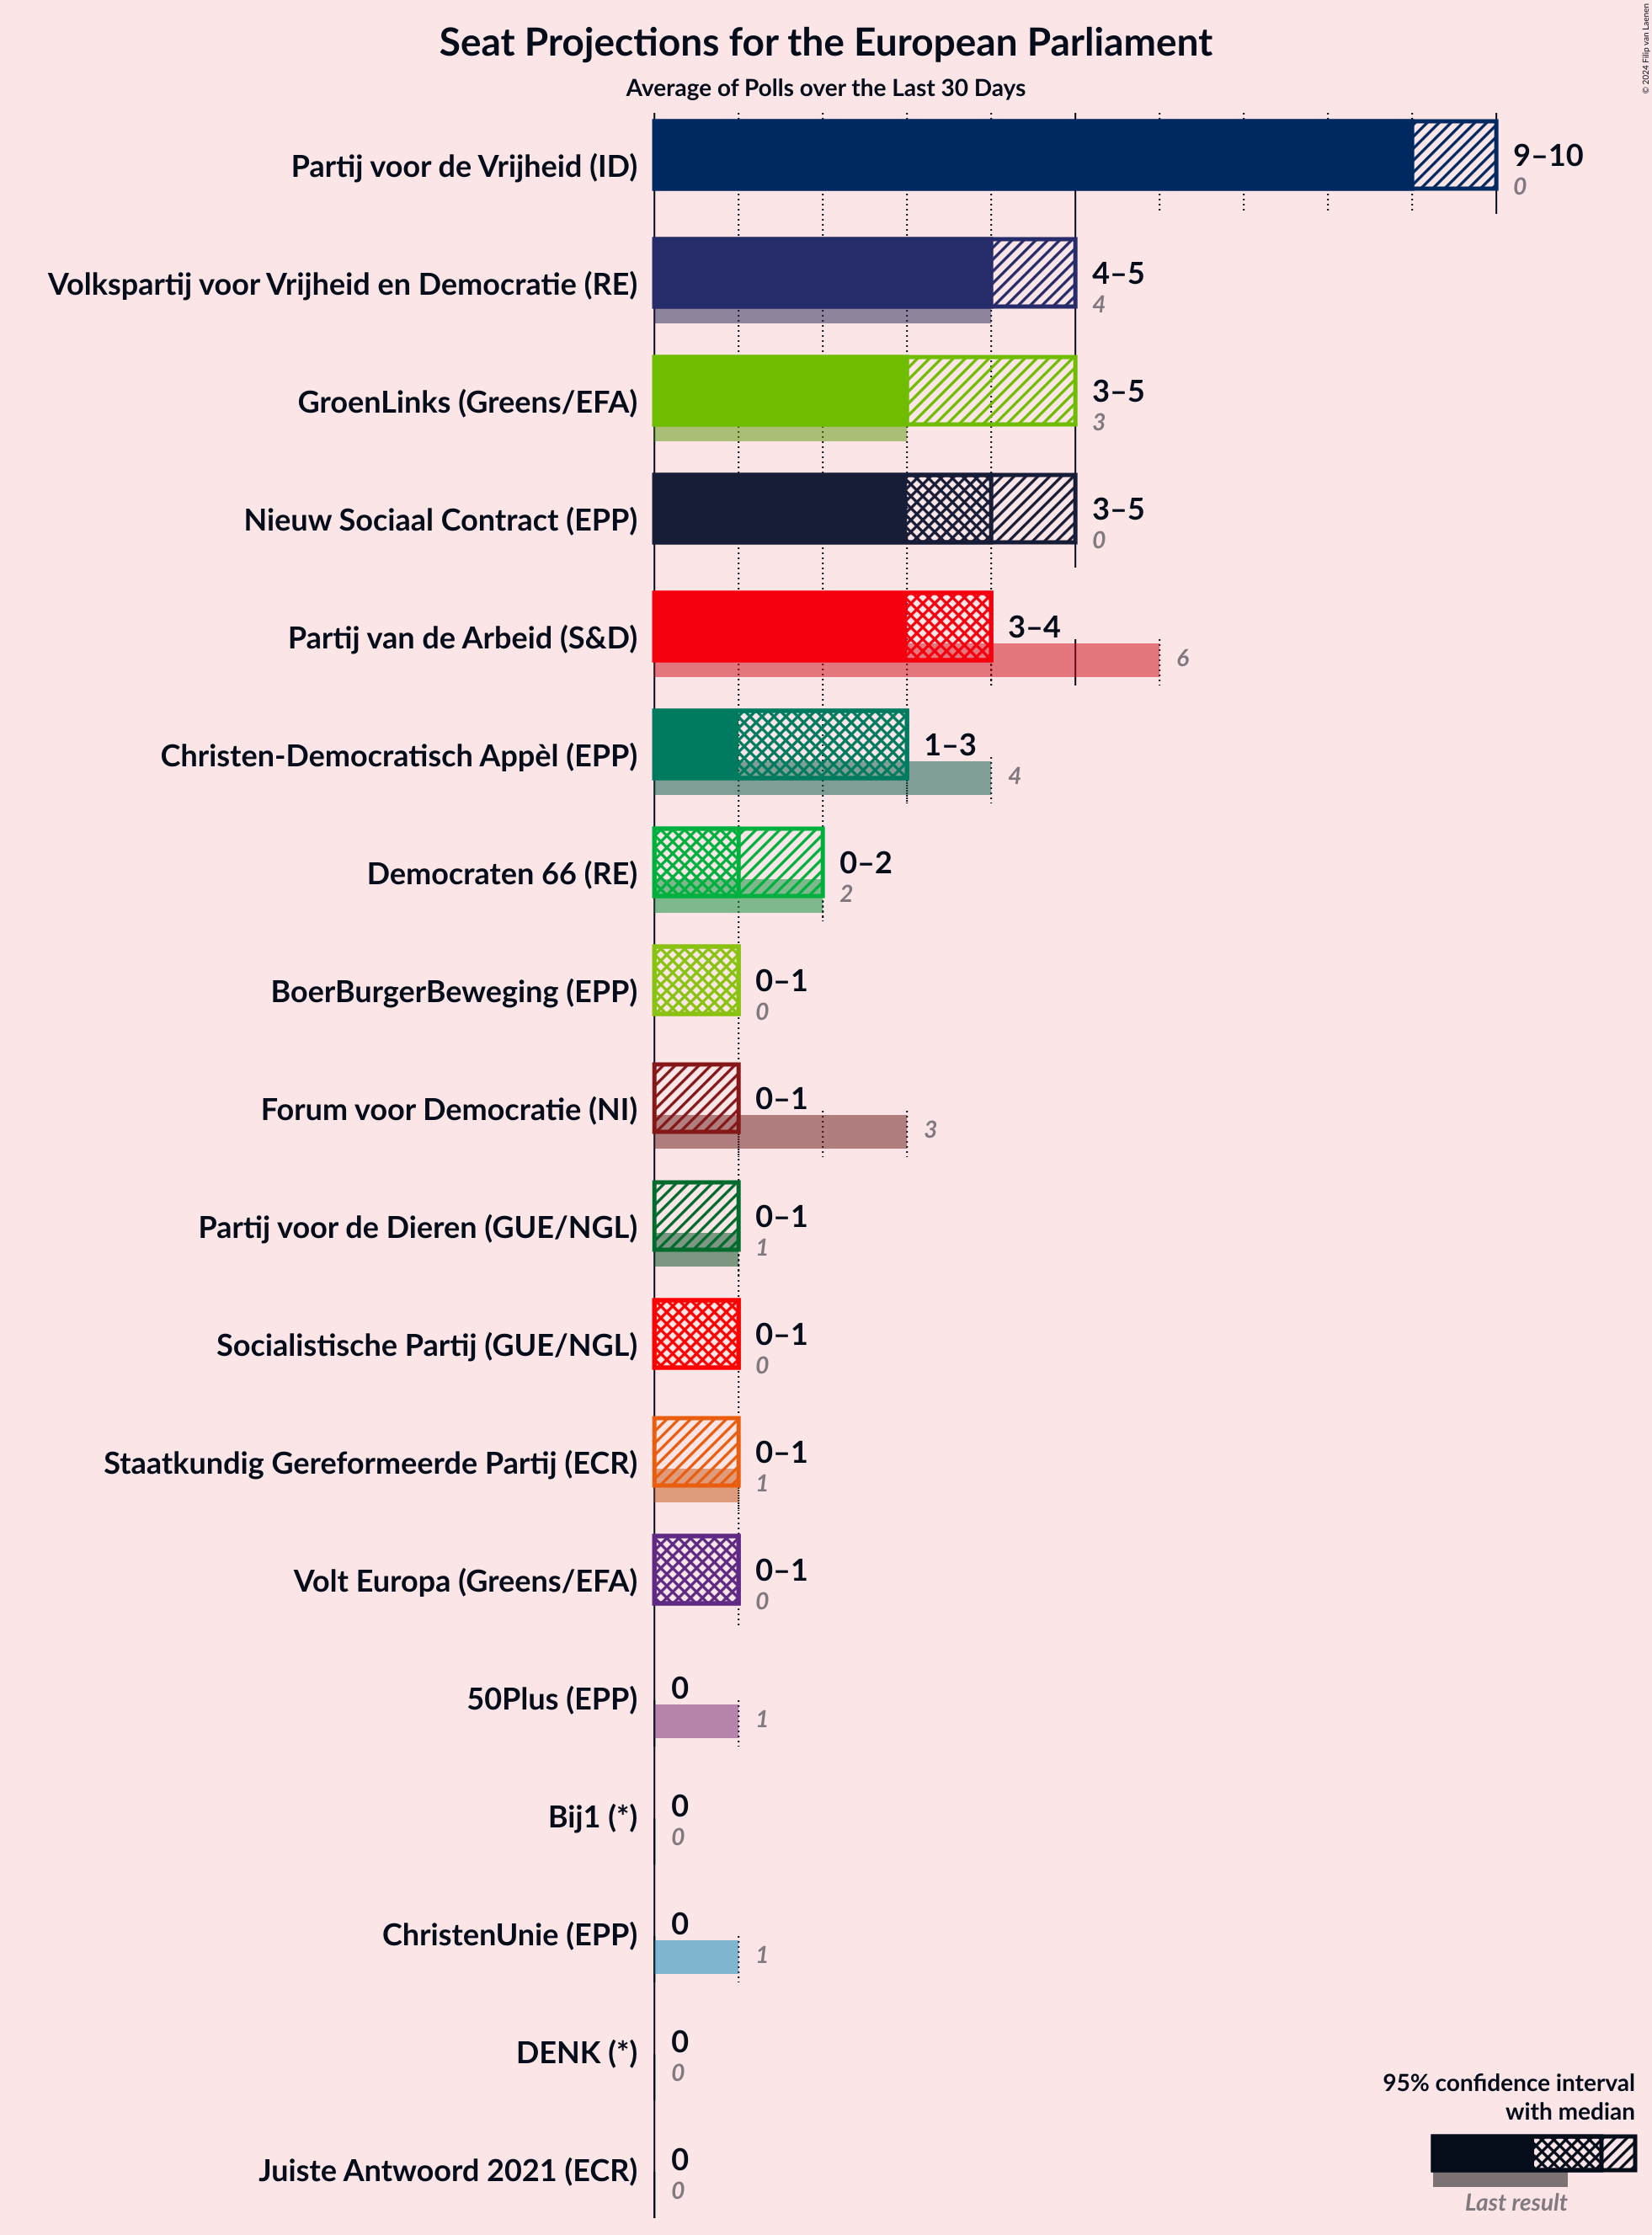 Seat Projections for the European Parliament
Average of Polls over the Last 30 Days
© 2024 Filip van Laenen
Partij voor de Vrijheid (ID)
9–10
0
Volkspartij voor Vrijheid en Democratie (RE)
4–5
4
GroenLinks (Greens/EFA)
3–5
3
Nieuw Sociaal Contract (EPP)
3–5
0
Partij van de Arbeid (S&D)
3–4
6
Christen-Democratisch Appèl (EPP)
1–3
4
Democraten 66 (RE)
0–2
2
BoerBurgerBeweging (EPP)
0–1
0
Forum voor Democratie (NI)
0–1
3
Partij voor de Dieren (GUE/NGL)
0–1
1
Socialistische Partij (GUE/NGL)
0–1
0
Staatkundig Gereformeerde Partij (ECR)
0–1
1
Volt Europa (Greens/EFA)
0–1
0
50Plus (EPP)
0
1
Bij1 (*)
0
0
ChristenUnie (EPP)
0
1
DENK (*)
0
0
Juiste Antwoord 2021 (ECR)
0
0
95% confidence interval
with median
Last result